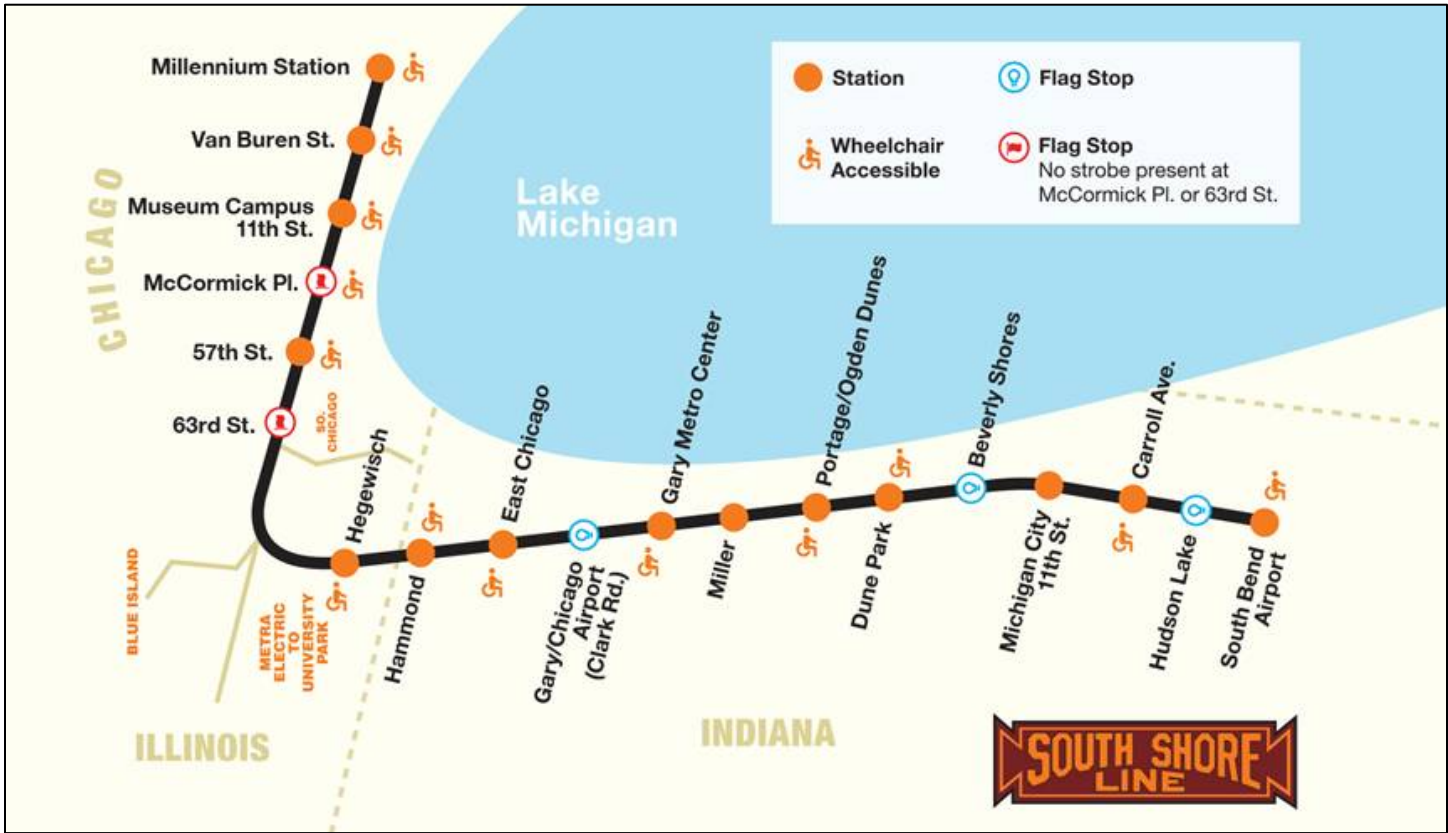 Millennium Station
Van Buren St.
Museum Campus
11th St.
McCormick Pl.
57th St.
63rd St.
CHICAGO
SO.
CHICAGO
Lake
Michigan
Station
Flag Stop
Wheelchair
Accessible
Flag Stop
No strobe present at
McCormick Pl. or 63rd St.
Hegewisch
Hammond
East Chicago
Gary/Chicago
Airport
(Clark Rd.)
Gary Metro Center
Miller
Portage/Ogden Dunes
Dune Park
Beverly Shores
Michigan City
11th St.
Carroll Ave.
Hudson Lake
South Bend
Airport
BLUE ISLAND
METRA
ELECTRIC
TO
UNIVERSITY
PARK
ILLINOIS
INDIANA
SOUTH SHORE
LINE